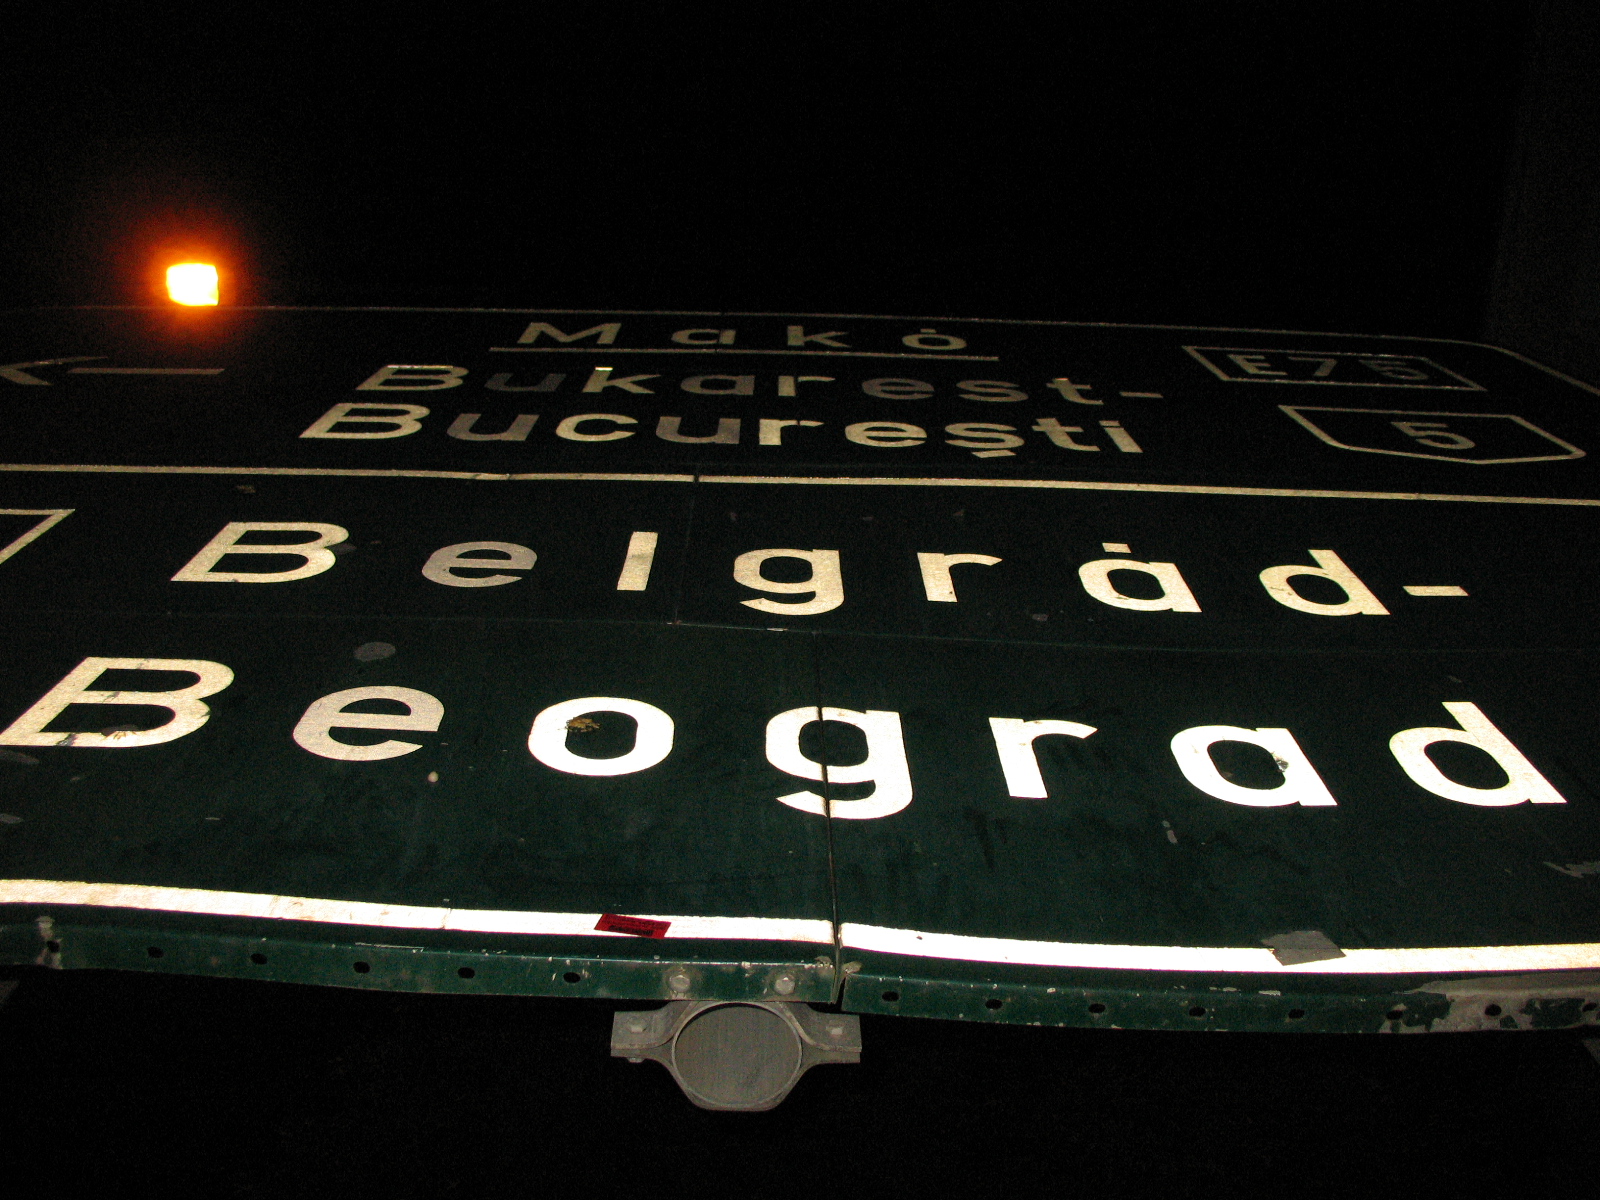 Makó
Bukarest-
București
E75
5
Belgrád-
Beograd